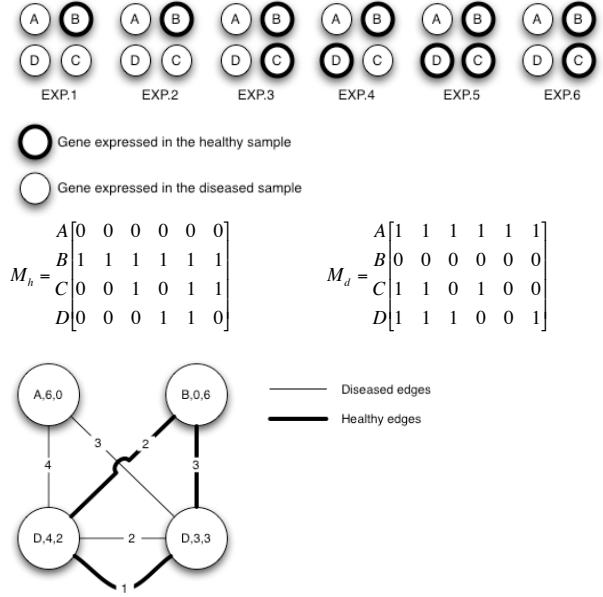 A B A B A B A B A B A B
D C D C D C D C D C D C
EXP.1 EXP.2 EXP.3 EXP.4 EXP.5 EXP.6
Gene expressed in the healthy sample
Gene expressed in the diseased sample
A 0 0 0 0 0 0 A 1 1 1 1 1 1
M_h = B 1 1 1 1 1 1 M_d = B 0 0 0 0 0 0
C 0 0 1 0 1 1 C 1 1 0 1 0 0
D 0 0 0 1 1 0 D 1 1 1 0 0 1
A,6,0 B,0,6 Diseased edges
Healthy edges
3 2
4 3
D,4,2 2 D,3,3
1